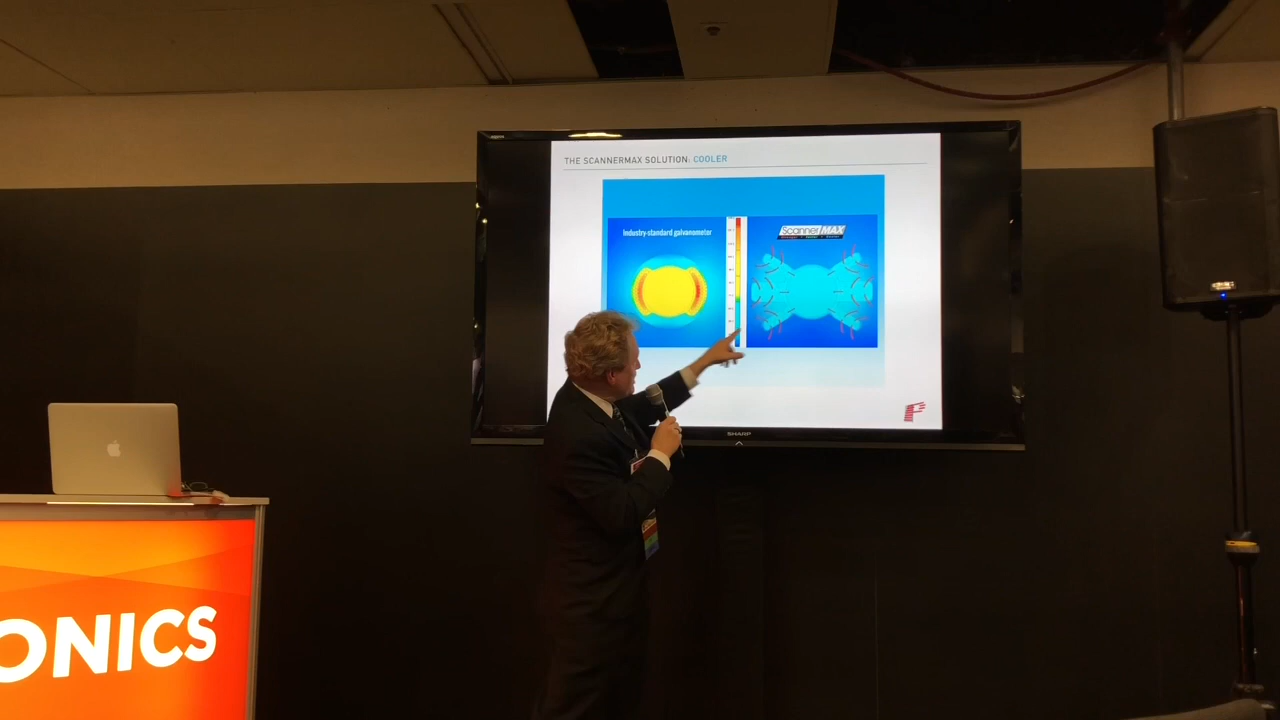 THE SCANNERMAX SOLUTION: COOLER
Industry-standard galvanometer
ScannerMAX
SHARP
ONICS